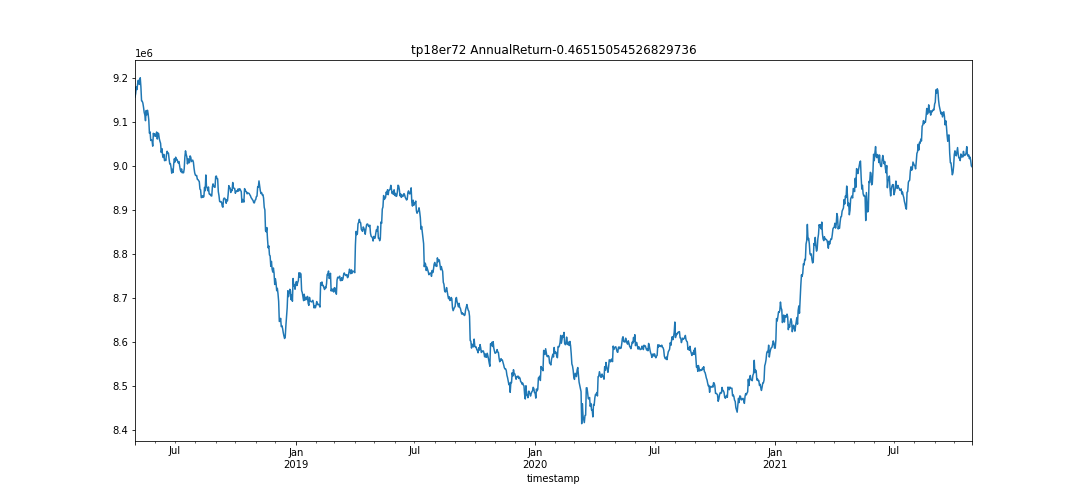 tp18er72 AnnualReturn-0.46515054526829736
1e6
9.2
9.1
9.0
8.9
8.8
8.7
8.6
8.5
8.4
Jul Jan Jul Jan Jul Jan Jul
2019 2020 2021
timestamp